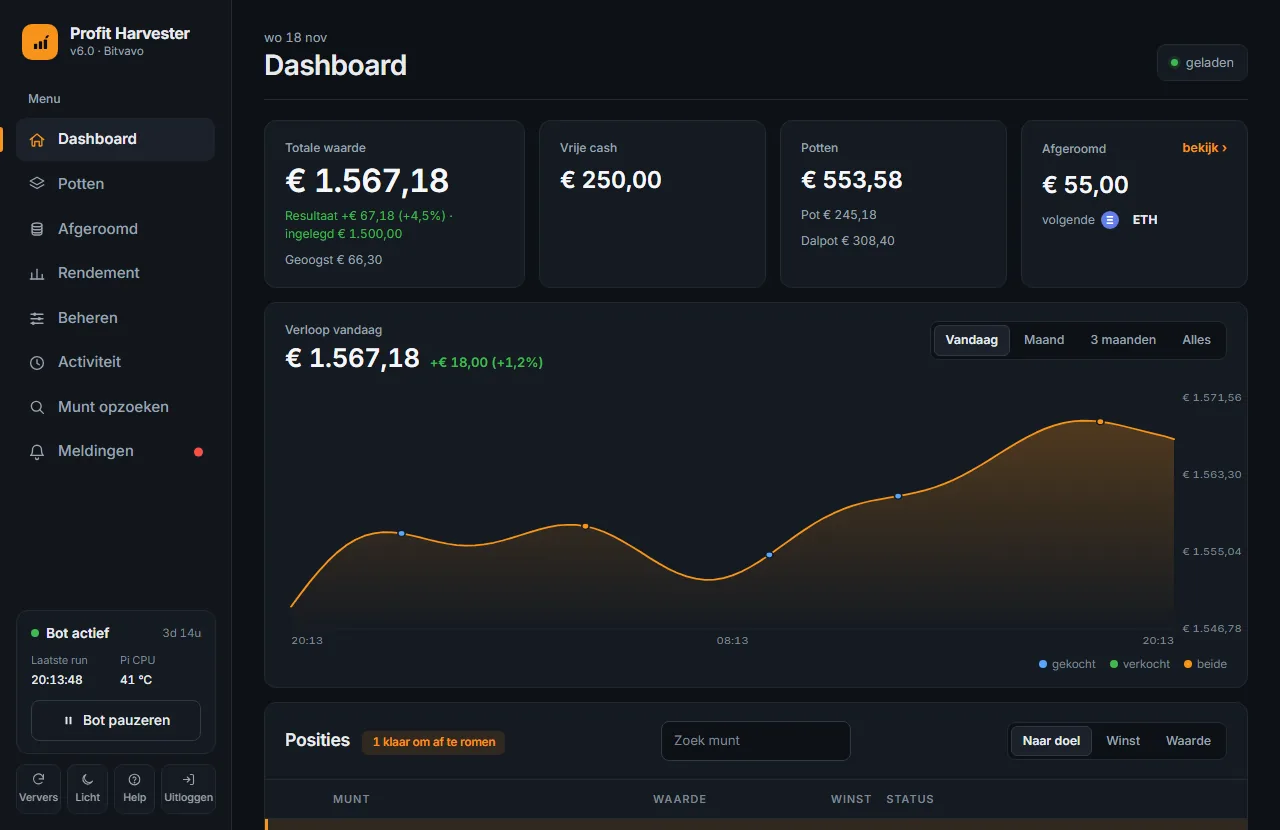 Profit Harvester
v6.0 · Bitvavo
Menu
Dashboard
Potten
Afgeroomd
Rendement
Beheren
Activiteit
Munt opzoeken
Meldingen
Bot actief
3d 14u
Laatste run
Pi CPU
20:13:48
41 °C
Bot pauzeren
Ververs
Licht
Help
Uitloggen
wo 18 nov
Dashboard
geladen
Totale waarde
€ 1.567,18
Resultaat +€ 67,18 (+4,5%) ·
ingelegd € 1.500,00
Geoogst € 66,30
Vrije cash
€ 250,00
Potten
€ 553,58
Pot € 245,18
Dalpot € 308,40
Afgeroomd
bekijk ›
€ 55,00
volgende ETH
Verloop vandaag
€ 1.567,18 +€ 18,00 (+1,2%)
Vandaag
Maand
3 maanden
Alles
€ 1.571,56
€ 1.563,30
€ 1.555,04
€ 1.546,78
20:13
08:13
20:13
gekocht
verkocht
beide
Posities
1 klaar om af te romen
Zoek munt
Naar doel
Winst
Waarde
MUNT
WAARDE
WINST
STATUS